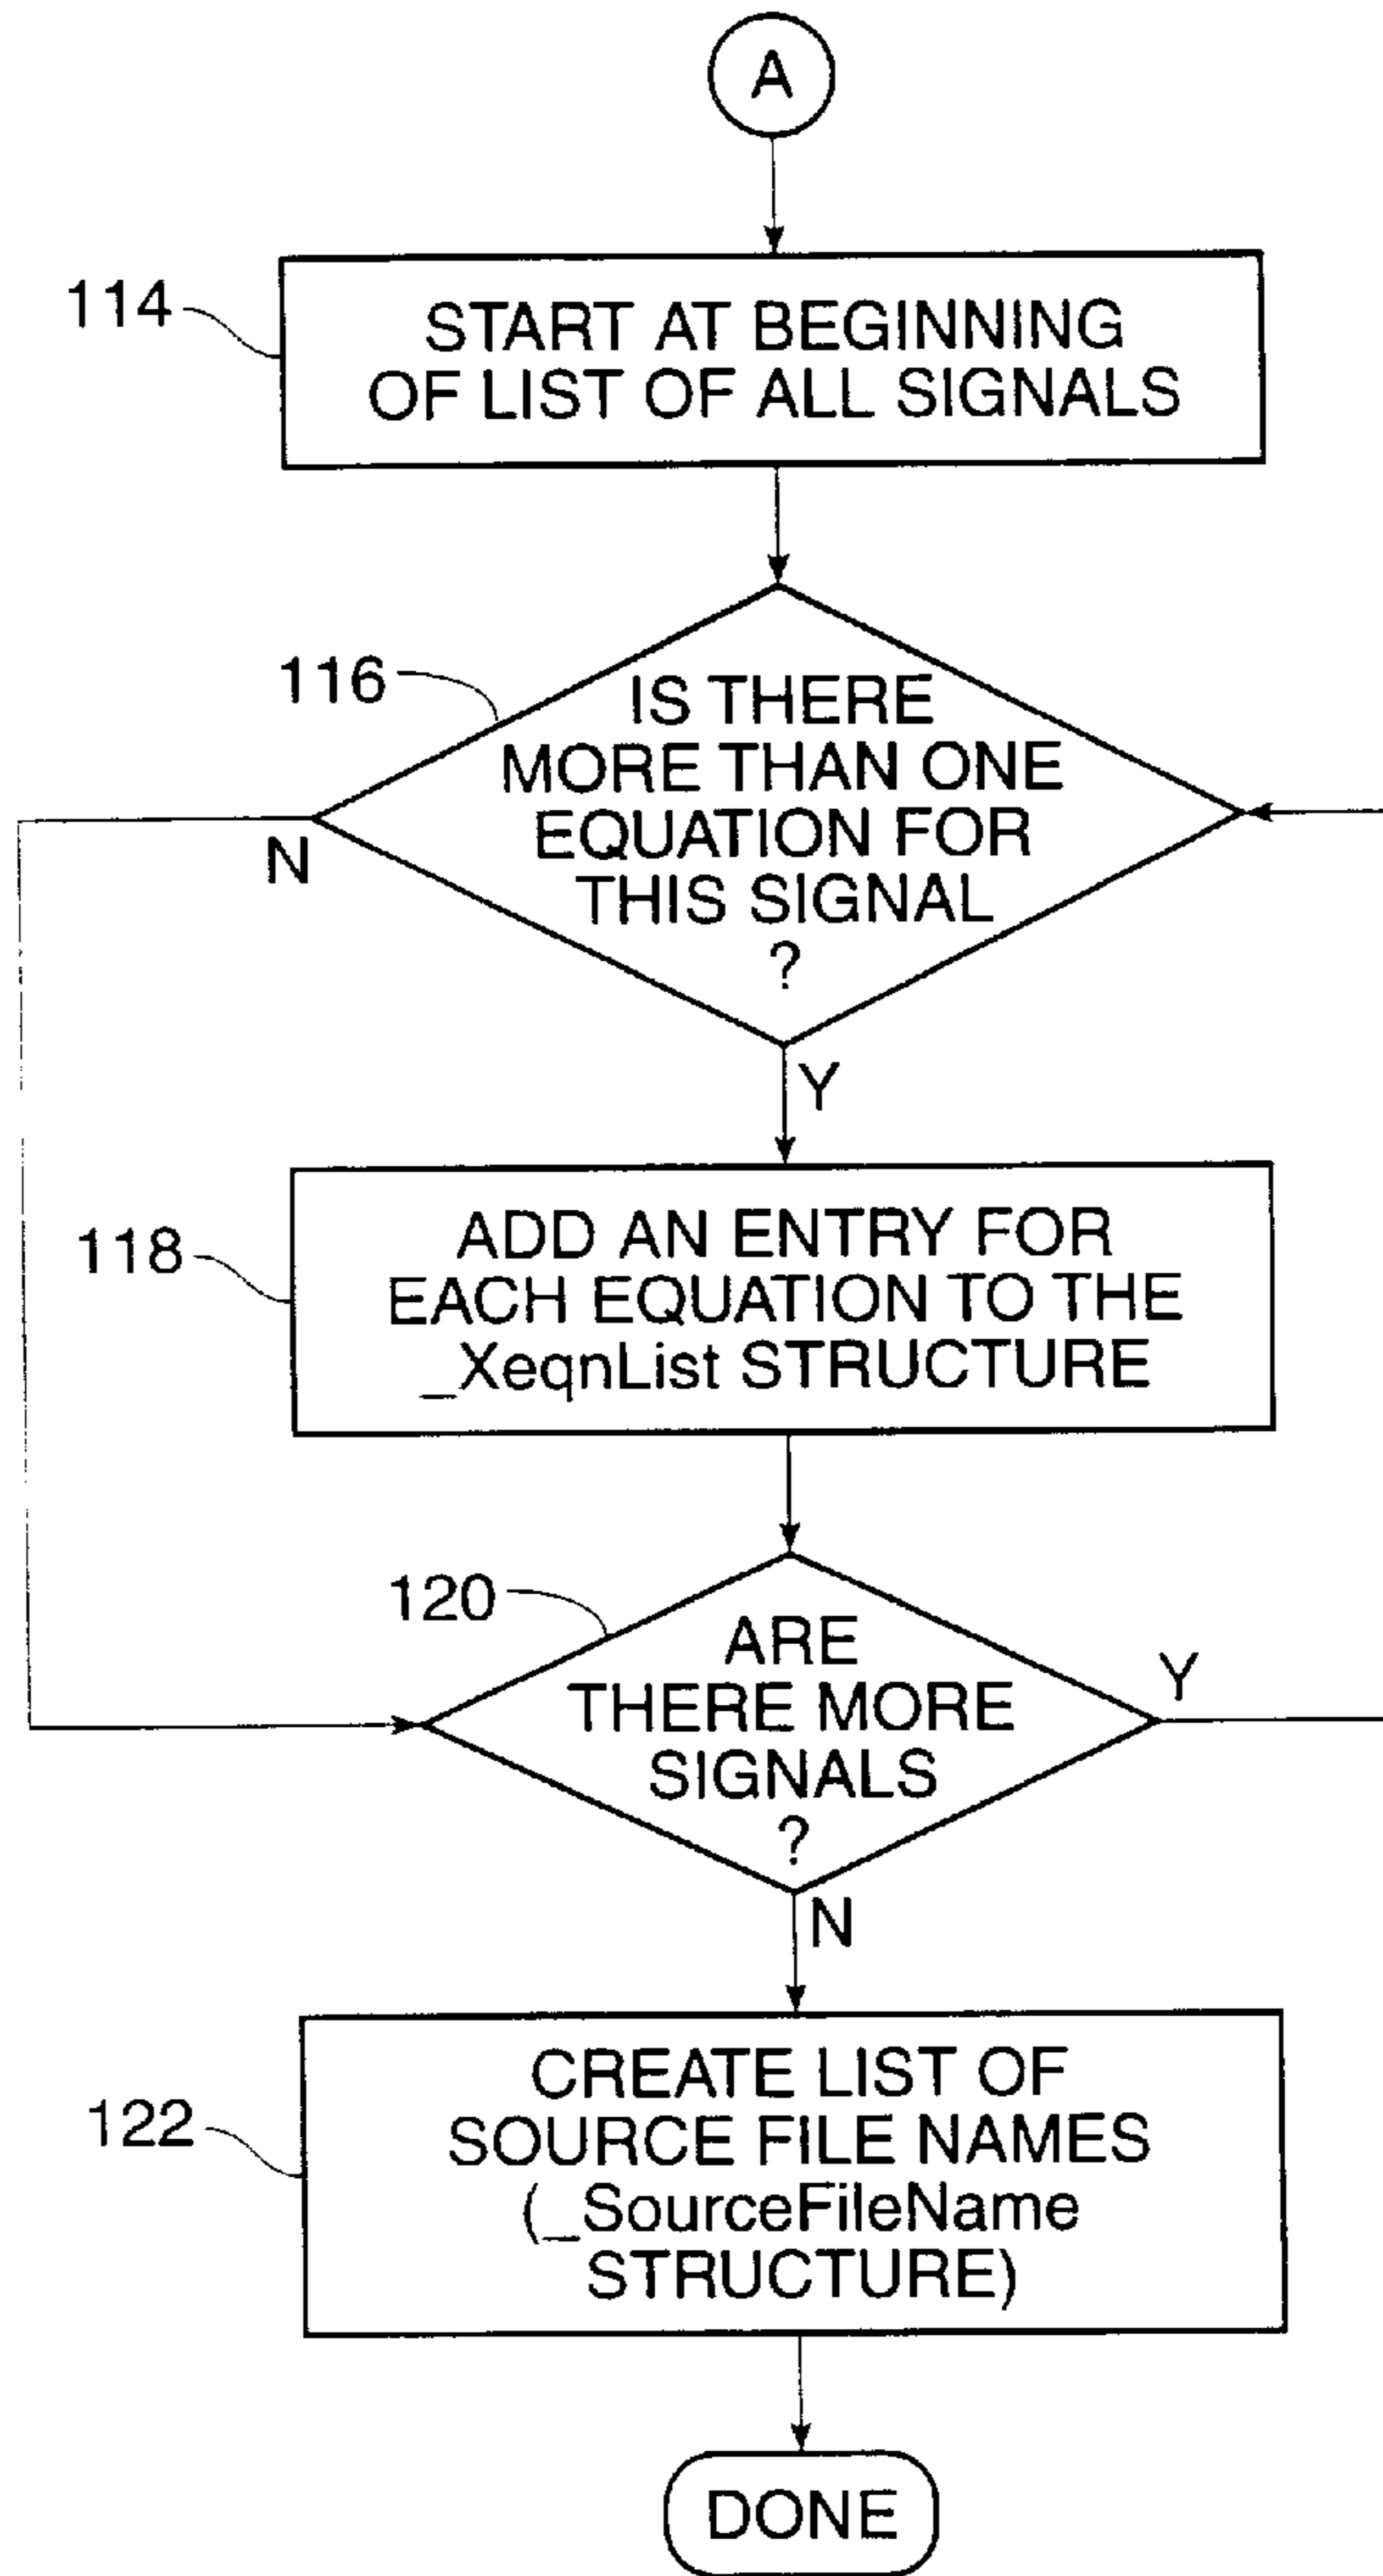 A
114
START AT BEGINNING
OF LIST OF ALL SIGNALS
116
IS THERE
MORE THAN ONE
EQUATION FOR
THIS SIGNAL
?
N
Y
118
ADD AN ENTRY FOR
EACH EQUATION TO THE
_XeqnList STRUCTURE
120
ARE
THERE MORE
SIGNALS
?
Y
N
122
CREATE LIST OF
SOURCE FILE NAMES
(_SourceFileName
STRUCTURE)
DONE